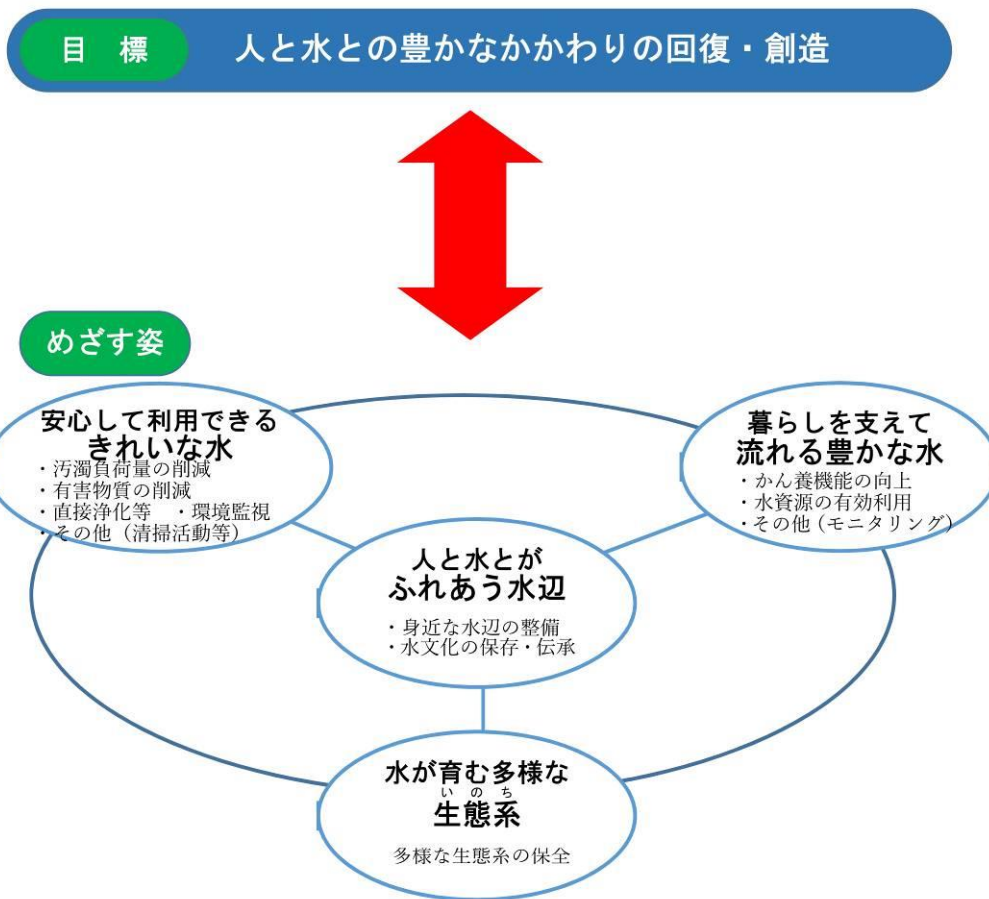 目 標 人と水との豊かなかかわりの回復・創造
めざす姿
安心して利用できる
きれいな水
・汚濁負荷量の削減
・有害物質の削減
・直接浄化等 ・環境監視
・その他（清掃活動等）
暮らしを支えて
流れる豊かな水
・かん養機能の向上
・水資源の有効利用
・その他（モニタリング）
人と水とが
ふれあう水辺
・身近な水辺の整備
・水文化の保存・伝承
水が育む多様な
いのち
生態系
多様な生態系の保全